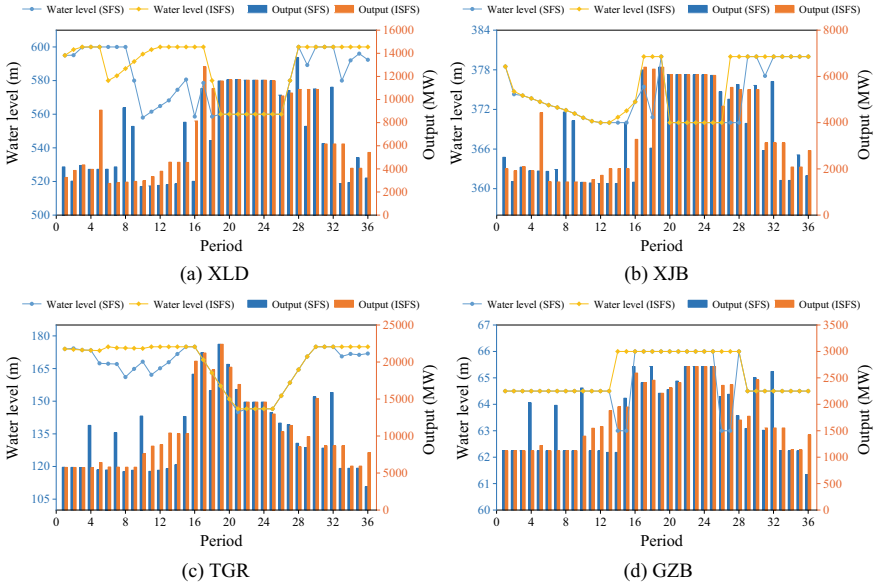 Water level (SFS) Water level (ISFS) Output (SFS) Output (ISFS)
600
580
560
540
520
500
16000
14000
12000
10000
8000
6000
4000
2000
0
Water level (m)
Output (MW)
0 4 8 12 16 20 24 28 32 36
Period
(a) XLD
Water level (SFS) Water level (ISFS) Output (SFS) Output (ISFS)
384
378
372
366
360
8000
6000
4000
2000
0
Water level (m)
Output (MW)
0 4 8 12 16 20 24 28 32 36
Period
(b) XJB
Water level (SFS) Water level (ISFS) Output (SFS) Output (ISFS)
180
165
150
135
120
105
25000
20000
15000
10000
5000
0
Water level (m)
Output (MW)
0 4 8 12 16 20 24 28 32 36
Period
(c) TGR
Water level (SFS) Water level (ISFS) Output (SFS) Output (ISFS)
67
66
65
64
63
62
61
60
3500
3000
2500
2000
1500
1000
500
0
Water level (m)
Output (MW)
0 4 8 12 16 20 24 28 32 36
Period
(d) GZB